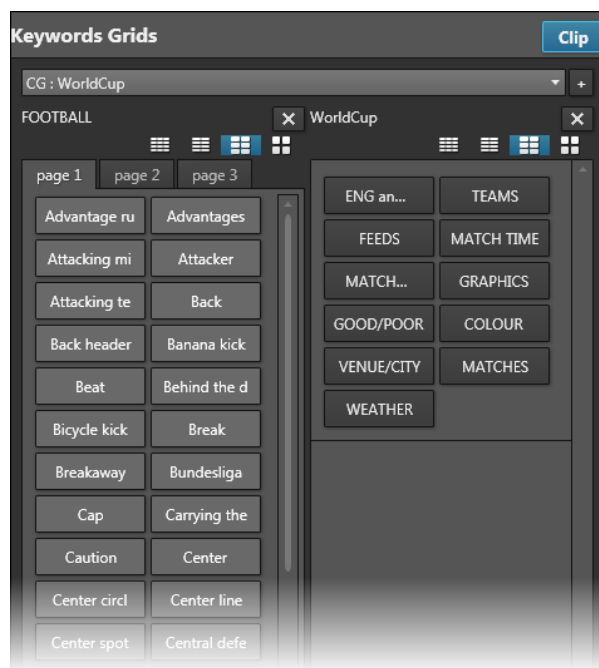 Keywords Grids
Clip
CG : WorldCup
+
FOOTBALL
WorldCup
page 1 page 2 page 3
Advantage ru Advantages
Attacking mi Attacker
Attacking te Back
Back header Banana kick
Beat Behind the d
Bicycle kick Break
Breakaway Bundesliga
Cap Carrying the
Caution Center
Center circl Center line
Center spot Central defe
ENG an... TEAMS
FEEDS MATCH TIME
MATCH... GRAPHICS
GOOD/POOR COLOUR
VENUE/CITY MATCHES
WEATHER